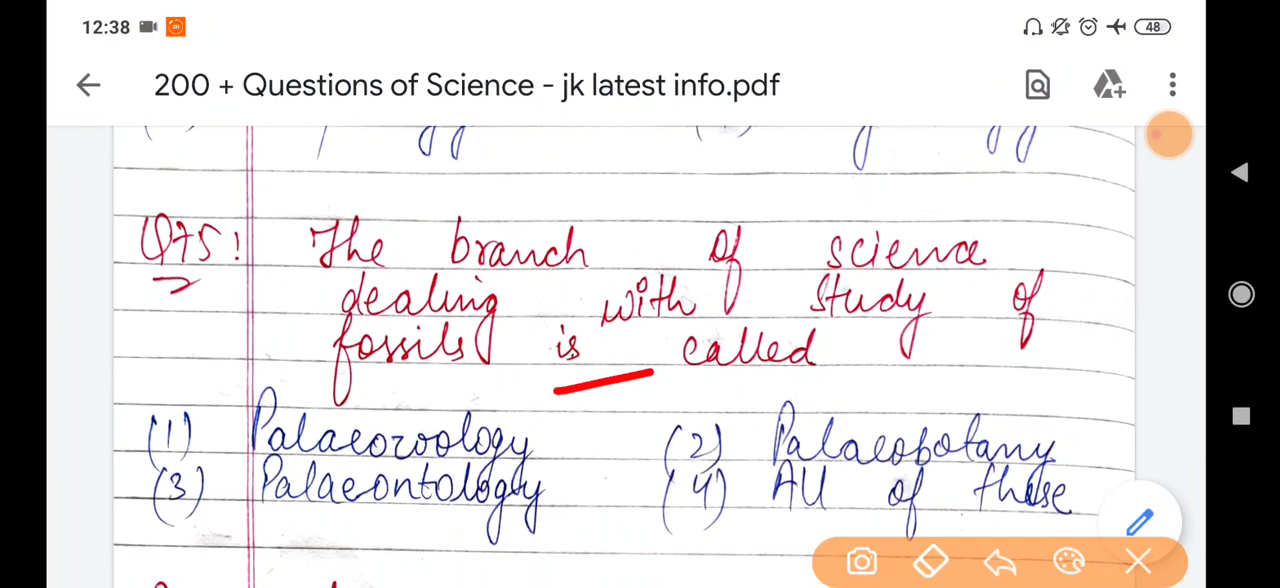 12:38
48
200 + Questions of Science - jk latest info.pdf
Q75! The branch of science
dealing with study of
fossils is called
(1) Palaeozoology (2) Palaeobotany
(3) Palaeontology (4) All of these